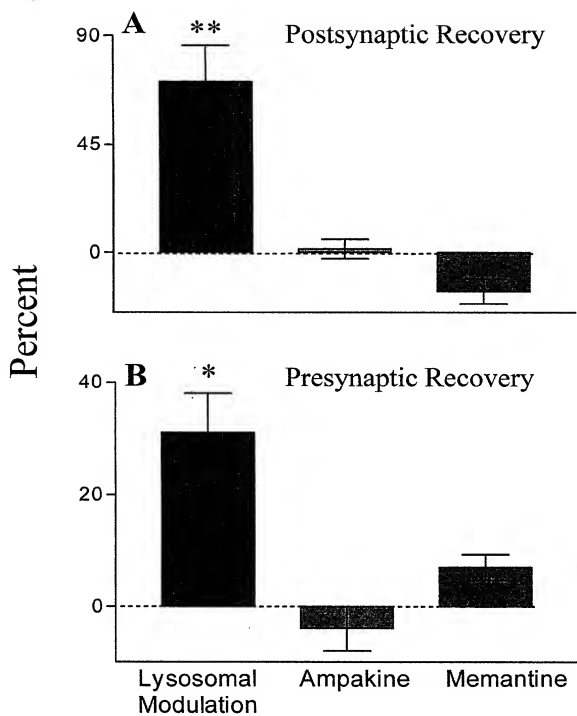 A ** Postsynaptic Recovery
90
45
0
Percent
B * Presynaptic Recovery
40
20
0
Lysosomal Modulation
Ampakine
Memantine